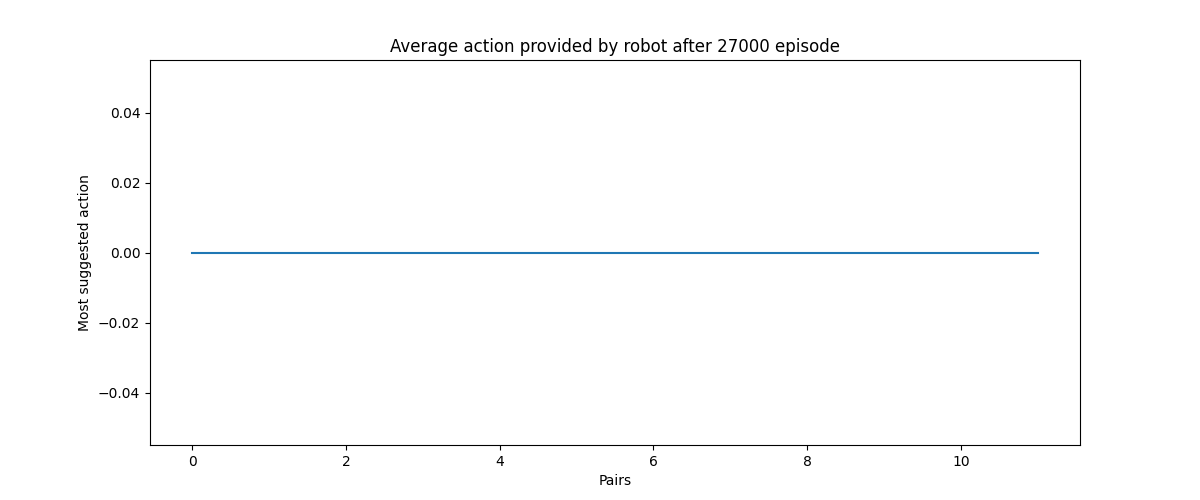 Average action provided by robot after 27000 episode
Most suggested action
0.04
0.02
0.00
−0.02
−0.04
0 2 4 6 8 10
Pairs